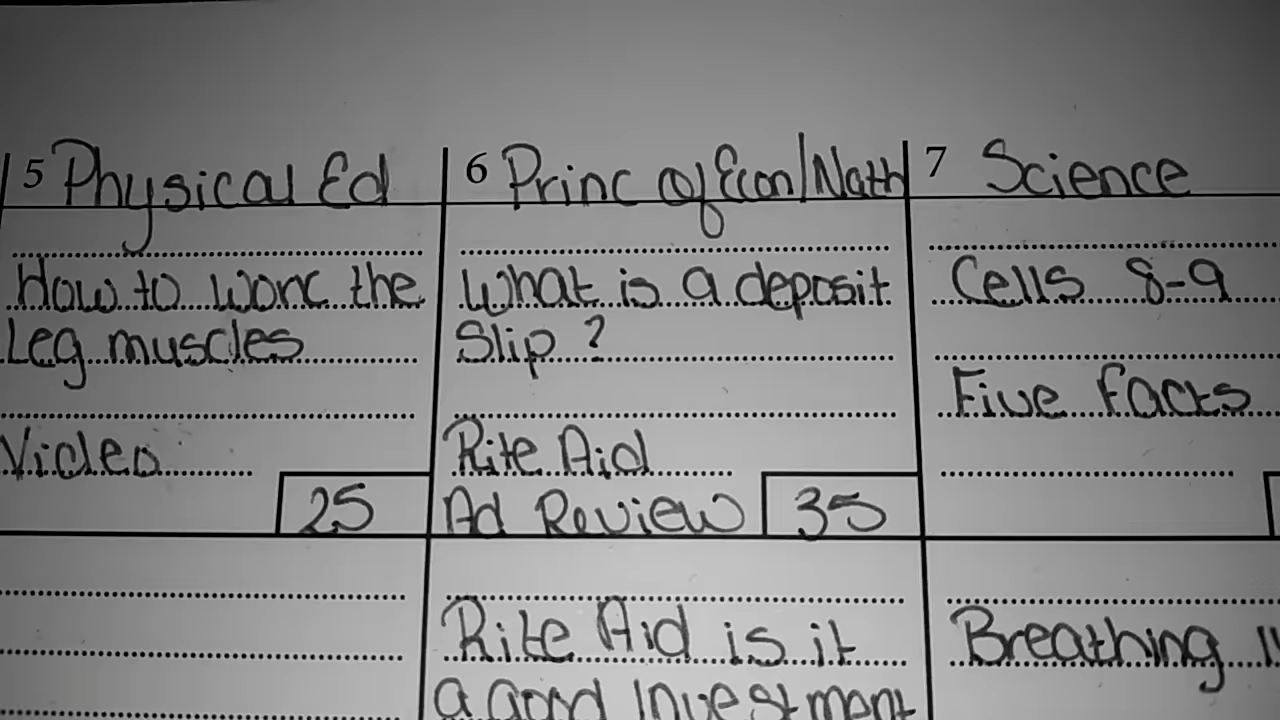 5 Physical Ed
How to work the
Leg muscles
Video
25
6 Princ of Econ/Math
What is a deposit
Slip?
Rite Aid
Ad Review
35
Rite Aid is it
a good investment
7 Science
Cells 8-9
Five Facts
Breathing